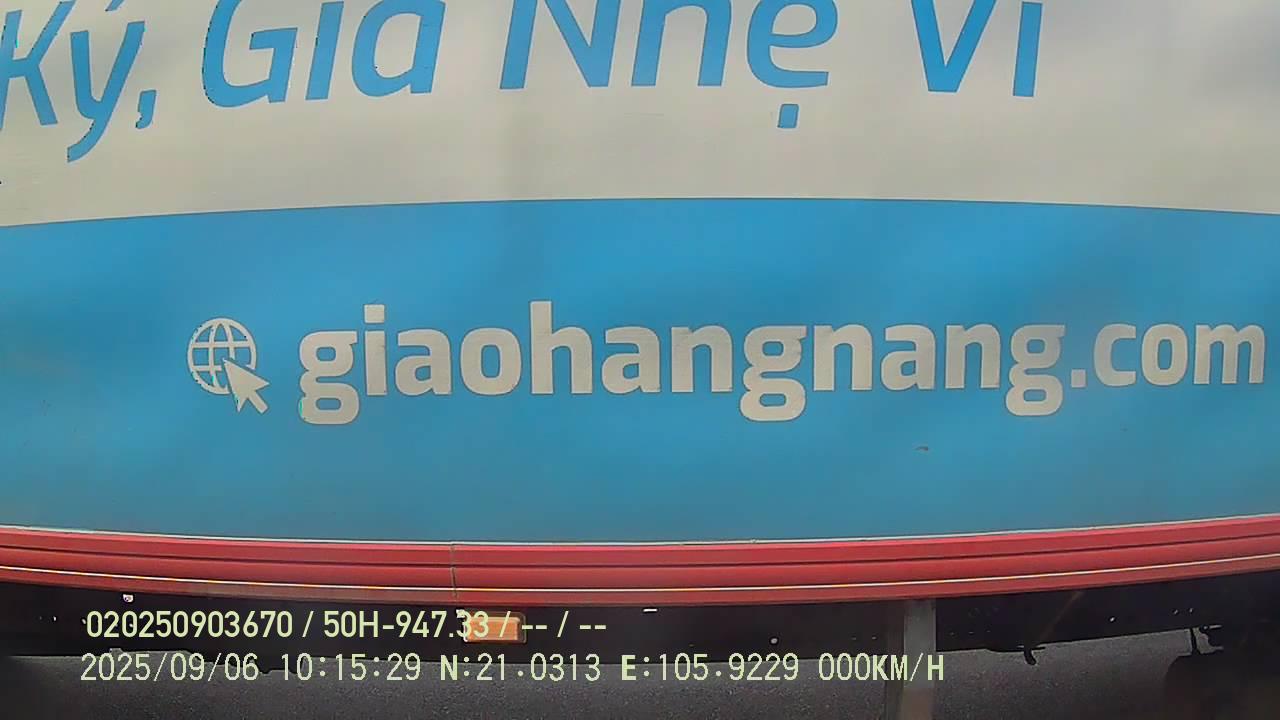 Ký, Giá Nhẹ Ví
giaohangnang.com
020250903670 / 50H-947.33 / -- / --
2025/09/06 10:15:29 N:21.0313 E:105.9229 000KM/H